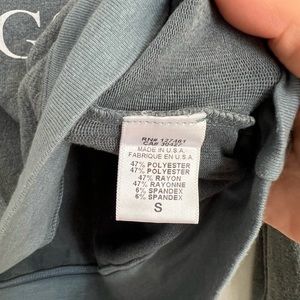 G
MADE IN U.S.A.
FABRIQUE EN U.S.A.
47% POLYESTER
47% POLYESTER
47% RAYON
47% RAYONNE
6% SPANDEX
6% SPANDEX
S